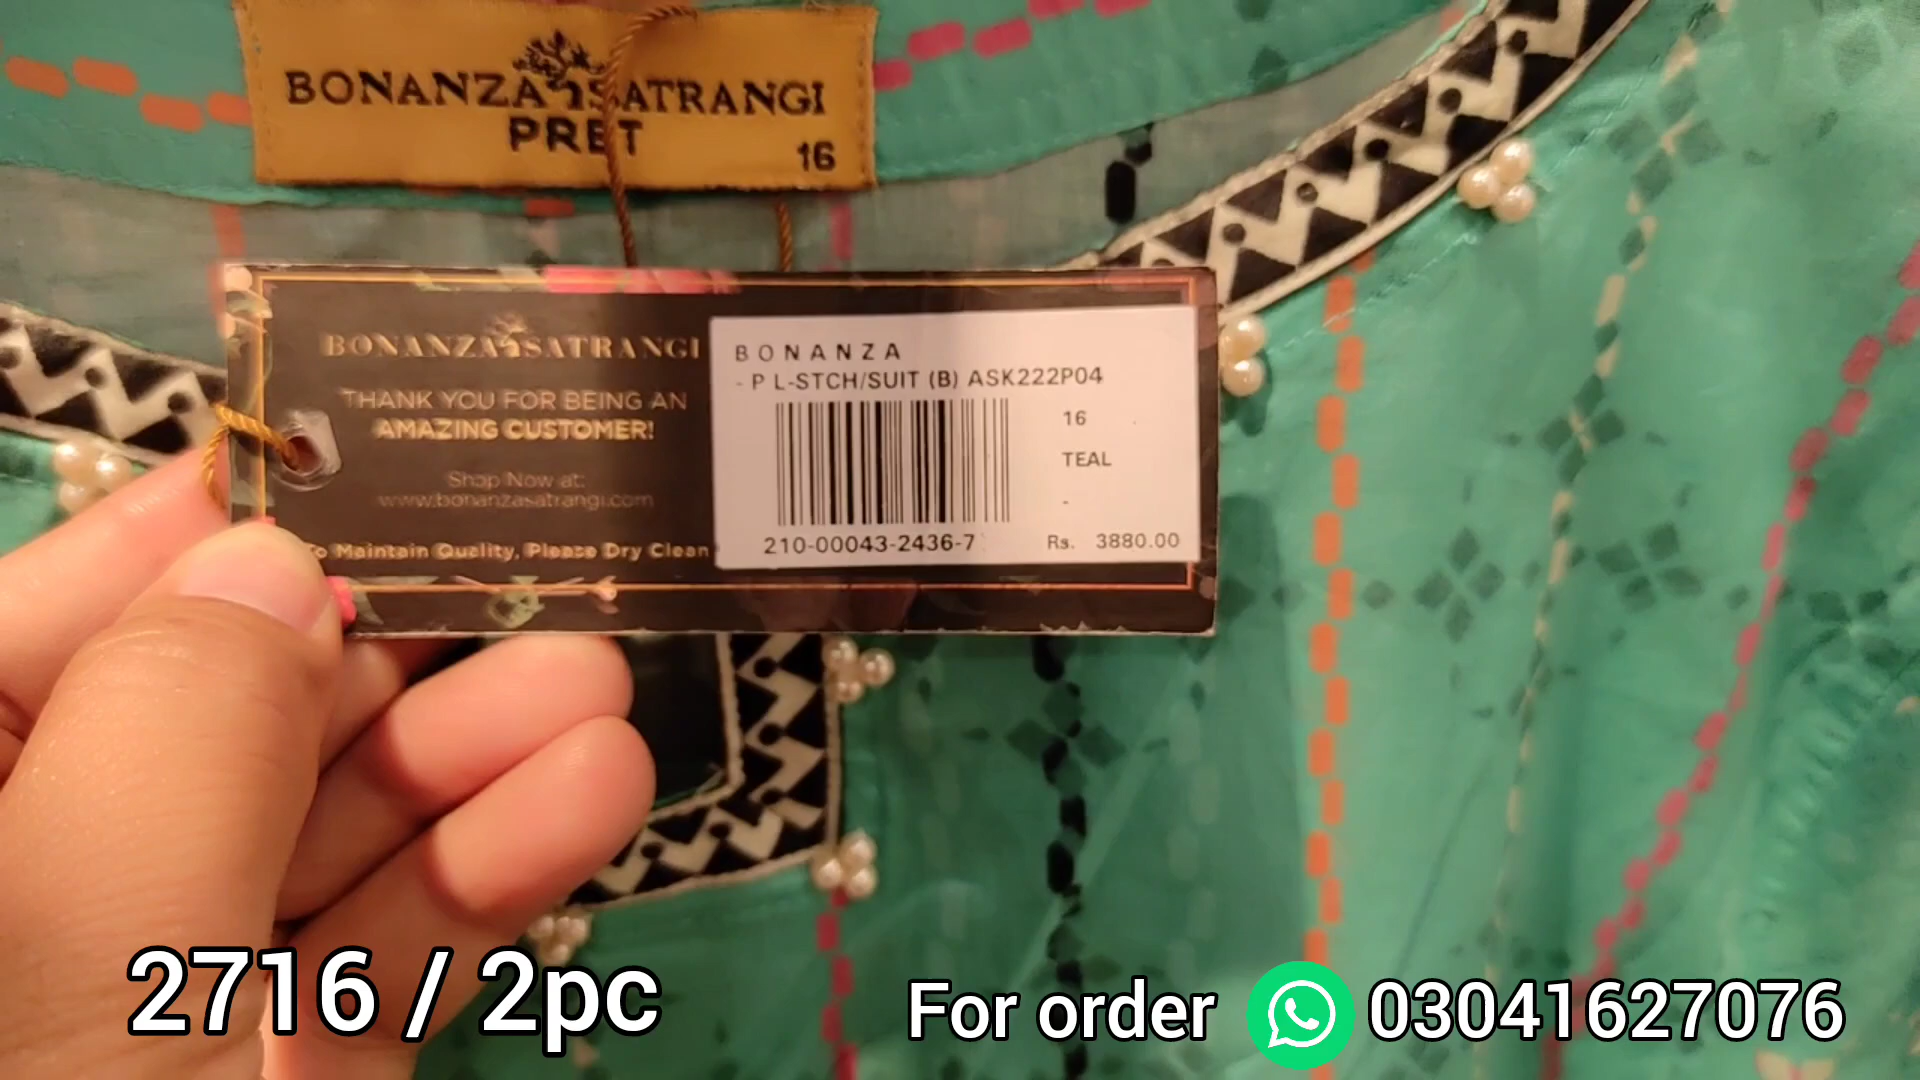 BONANZA SATRANGI
PRET
16
BONANZA SATRANGI
THANK YOU FOR BEING AN
AMAZING CUSTOMER!
Shop Now at:
www.bonanzasatrangi.com
To Maintain Quality, Please Dry Clean
BONANZA
- P L-STCH/SUIT (B) ASK222P04
16
TEAL
-
210-00043-2436-7
Rs. 3880.00
2716 / 2pc
For order 03041627076